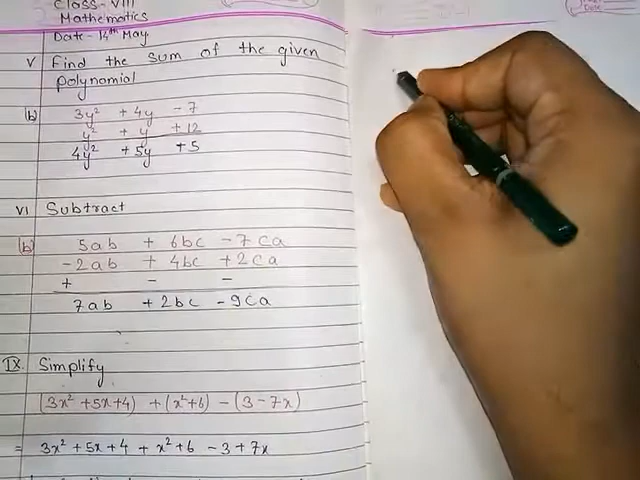 Class-VIII
Mathematics
Date- 14th May
V Find the sum of the given
polynomial
(b) 3y² + 4y - 7
y² + y + 12
4y² + 5y + 5
VI Subtract
(b) 5ab + 6bc - 7ca
-2ab + 4bc + 2ca
+ - -
7ab + 2bc - 9ca
IX. Simplify
(3x² +5x+4) + (x²+6) - (3-7x)
= 3x² +5x+4 + x²+6 -3+7x